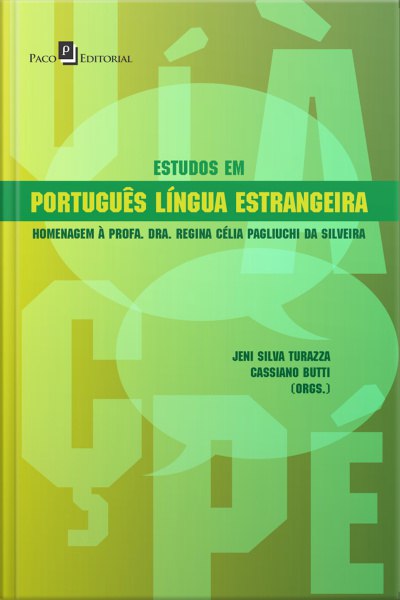 PACO EDITORIAL
ESTUDOS EM
PORTUGUÊS LÍNGUA ESTRANGEIRA
HOMENAGEM À PROFA. DRA. REGINA CÉLIA PAGLIUCHI DA SILVEIRA
JENI SILVA TURAZZA
CASSIANO BUTTI
(ORGS.)
Í À
Ç
P É